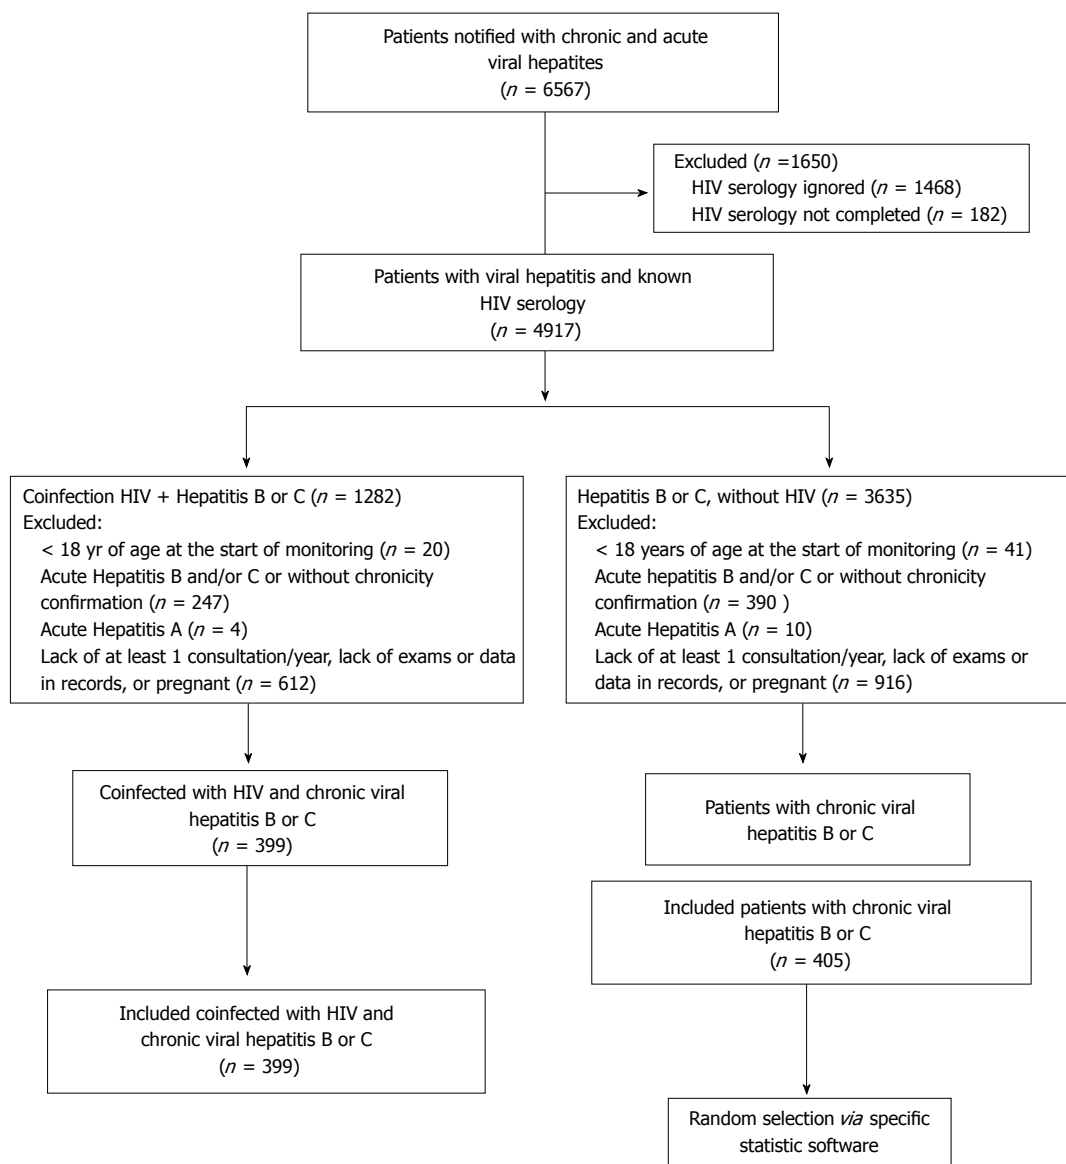 Patients notified with chronic and acute
viral hepatites
(n = 6567)
Excluded (n =1650)
HIV serology ignored (n = 1468)
HIV serology not completed (n = 182)
Patients with viral hepatitis and known
HIV serology
(n = 4917)
Coinfection HIV + Hepatitis B or C (n = 1282)
Excluded:
< 18 yr of age at the start of monitoring (n = 20)
Acute Hepatitis B and/or C or without chronicity
confirmation (n = 247)
Acute Hepatitis A (n = 4)
Lack of at least 1 consultation/year, lack of exams or data
in records, or pregnant (n = 612)
Hepatitis B or C, without HIV (n = 3635)
Excluded:
< 18 years of age at the start of monitoring (n = 41)
Acute hepatitis B and/or C or without chronicity
confirmation (n = 390 )
Acute Hepatitis A (n = 10)
Lack of at least 1 consultation/year, lack of exams or
data in records, or pregnant (n = 916)
Coinfected with HIV and chronic viral
hepatitis B or C
(n = 399)
Patients with chronic viral
hepatitis B or C
Included patients with chronic viral
hepatitis B or C
(n = 405)
Included coinfected with HIV and
chronic viral hepatitis B or C
(n = 399)
Random selection via specific
statistic software